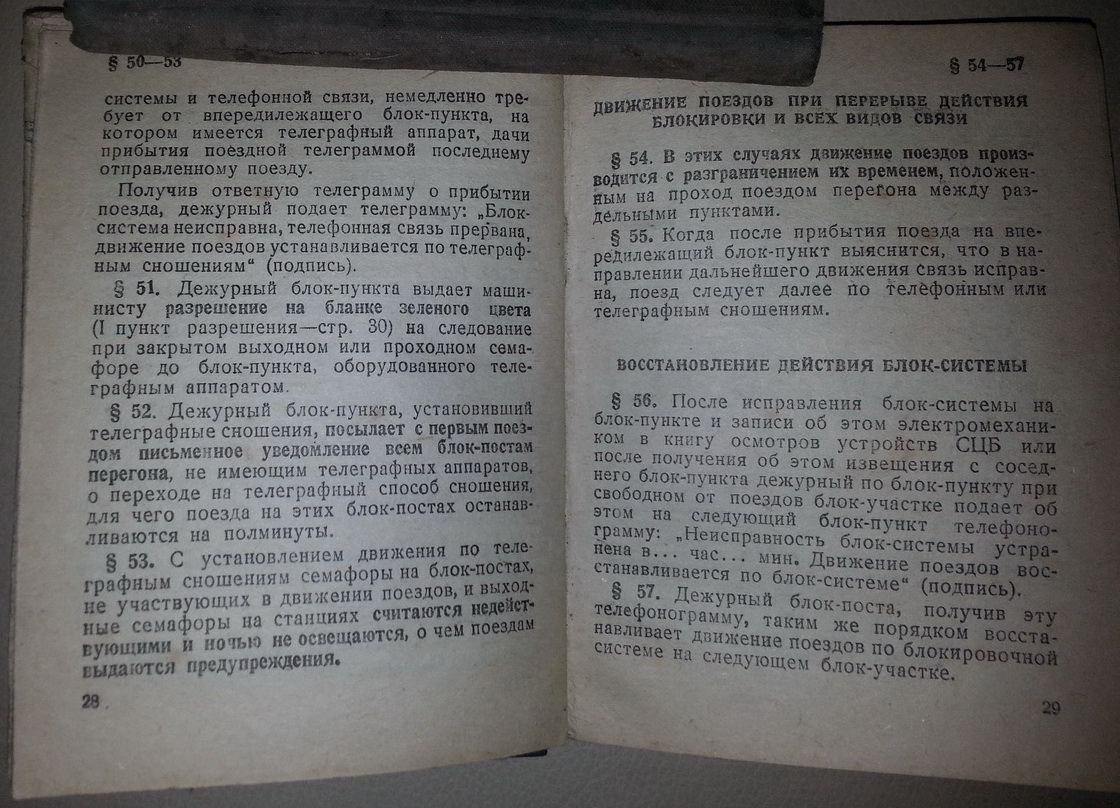 § 50—53
системы и телефонной связи, немедленно тре-
бует от впередилежащего блок-пункта, на
котором имеется телеграфный аппарат, дачи
прибытия поездной телеграммой последнему
отправленному поезду.
Получив ответную телеграмму о прибытии
поезда, дежурный подает телеграмму: „Блок-
система неисправна, телефонная связь прервана,
движение поездов устанавливается по телеграф-
ным сношениям“ (подпись).
§ 51. Дежурный блок-пункта выдает маши-
нисту разрешение на бланке зеленого цвета
(I пункт разрешения—стр. 30) на следование
при закрытом выходном или проходном сема-
форе до блок-пункта, оборудованного теле-
графным аппаратом.
§ 52. Дежурный блок-пункта, установивший
телеграфные сношения, посылает с первым поез-
дом письменное уведомление всем блок-постам
перегона, не имеющим телеграфных аппаратов,
о переходе на телеграфный способ сношения,
для чего поезда на этих блок-постах останав-
ливаются на полминуты.
§ 53. С установлением движения по теле-
графным сношениям семафоры на блок-постах,
не участвующих в движении поездов, и выход-
ные семафоры на станциях считаются недейст-
вующими и ночью не освещаются, о чем поездам
выдаются предупреждения.
28
§ 54—57
ДВИЖЕНИЕ ПОЕЗДОВ ПРИ ПЕРЕРЫВЕ ДЕЙСТВИЯ
БЛОКИРОВКИ И ВСЕХ ВИДОВ СВЯЗИ
§ 54. В этих случаях движение поездов произ-
водится с разграничением их временем, положен-
ным на проход поездом перегона между раз-
дельными пунктами.
§ 55. Когда после прибытия поезда на впе-
редилежащий блок-пункт выяснится, что в на-
правлении дальнейшего движения связь исправ-
на, поезд следует далее по телефонным или
телеграфным сношениям.
ВОССТАНОВЛЕНИЕ ДЕЙСТВИЯ БЛОК-СИСТЕМЫ
§ 56. После исправления блок-системы на
блок-пункте и записи об этом электромехани-
ком в книгу осмотров устройств СЦБ или
после получения об этом извещения с сосед-
него блок-пункта дежурный по блок-пункту при
свободном от поездов блок-участке подает об
этом на следующий блок-пункт телефоно-
грамму: „Неисправность блок-системы устра-
нена в... час... мин. Движение поездов вос-
станавливается по блок-системе“ (подпись).
§ 57. Дежурный блок-поста, получив эту
телефонограмму, таким же порядком восста-
навливает движение поездов по блокировочной
системе на следующем блок-участке.
29